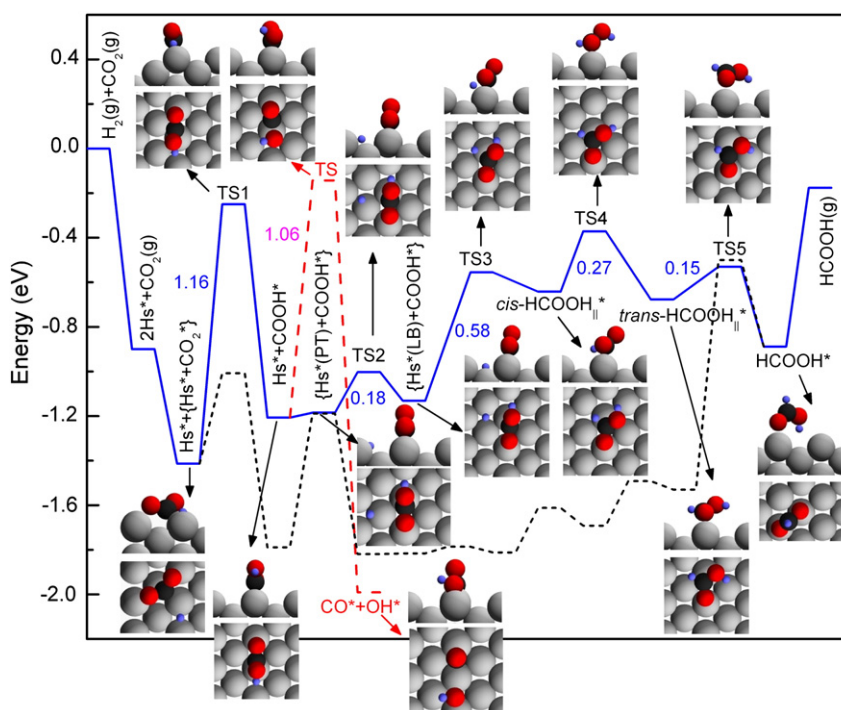 Energy (eV)
0.4
0.0
-0.4
-0.8
-1.2
-1.6
-2.0
H2(g)+CO2(g)
2Hs*+CO2(g)
Hs*+{Hs*+CO2*}
1.16
TS1
Hs*+COOH*
1.06
TS
{Hs*(PT)+COOH*}
CO*+OH*
0.18
TS2
{Hs*(LB)+COOH*}
0.58
TS3
cis-HCOOH||*
0.27
TS4
trans-HCOOH||*
0.15
TS5
HCOOH*
HCOOH(g)